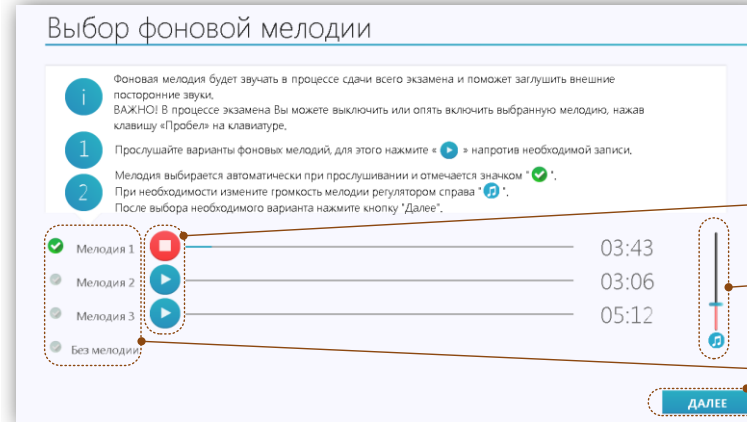 Выбор фоновой мелодии
i
Фоновая мелодия будет звучать в процессе сдачи всего экзамена и поможет заглушить внешние
посторонние звуки.
ВАЖНО! В процессе экзамена Вы можете выключить или опять включить выбранную мелодию, нажав
клавишу «Пробел» на клавиатуре.
1 Прослушайте варианты фоновых мелодий, для этого нажмите « » напротив необходимой записи.
2
Мелодия выбирается автоматически при прослушивании и отмечается значком " ".
При необходимости измените громкость мелодии регулятором справа " ".
После выбора необходимого варианта нажмите кнопку "Далее".
Мелодия 1 03:43
Мелодия 2 03:06
Мелодия 3 05:12
Без мелодии
ДАЛЕЕ